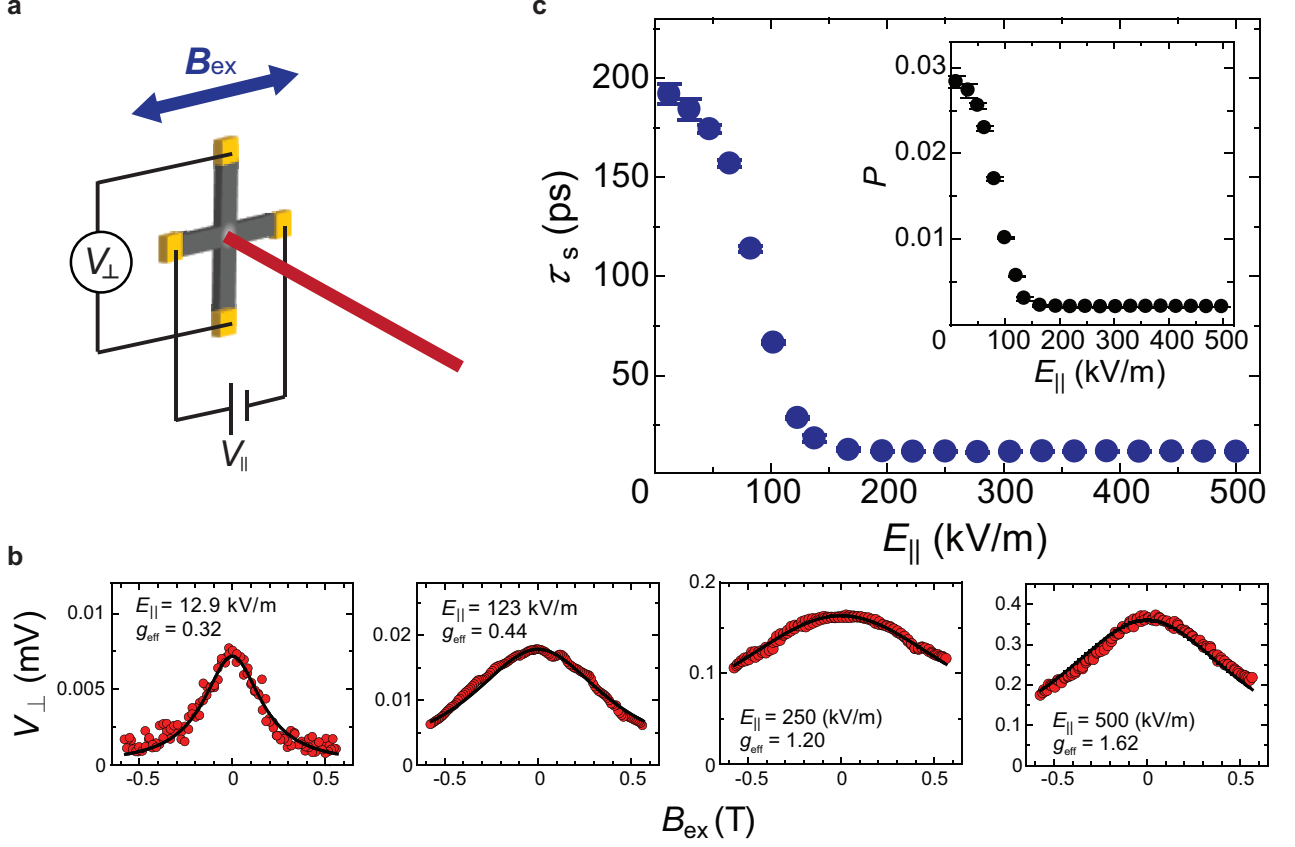 a
B_ex
V_⊥
V_||
c
τ_s (ps)
200
150
100
50
0
100
200
300
400
500
E_|| (kV/m)
P
0.03
0.02
0.01
0
100
200
300
400
500
E_|| (kV/m)
b
V_⊥ (mV)
E_|| = 12.9 kV/m
g_eff = 0.32
0.01
0.005
0
-0.5
0
0.5
E_|| = 123 kV/m
g_eff = 0.44
0.02
0.01
0
-0.5
0
0.5
0.2
0.1
0
E_|| = 250 (kV/m)
g_eff = 1.20
-0.5
0
0.5
0.4
0.3
0.2
0.1
0
E_|| = 500 (kV/m)
g_eff = 1.62
-0.5
0
0.5
B_ex (T)